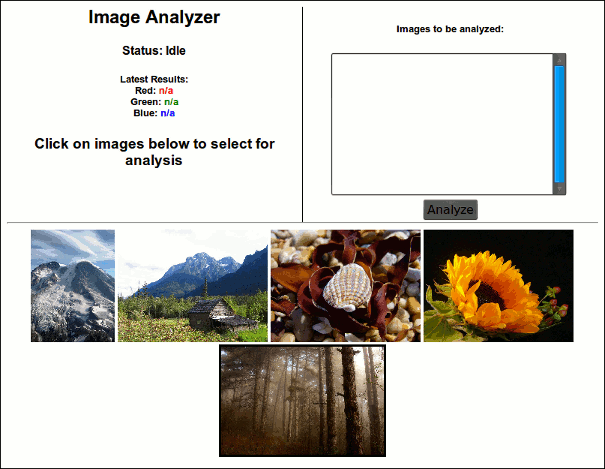 Image Analyzer
Status: Idle
Latest Results:
Red: n/a
Green: n/a
Blue: n/a
Click on images below to select for
analysis
Images to be analyzed:
Analyze